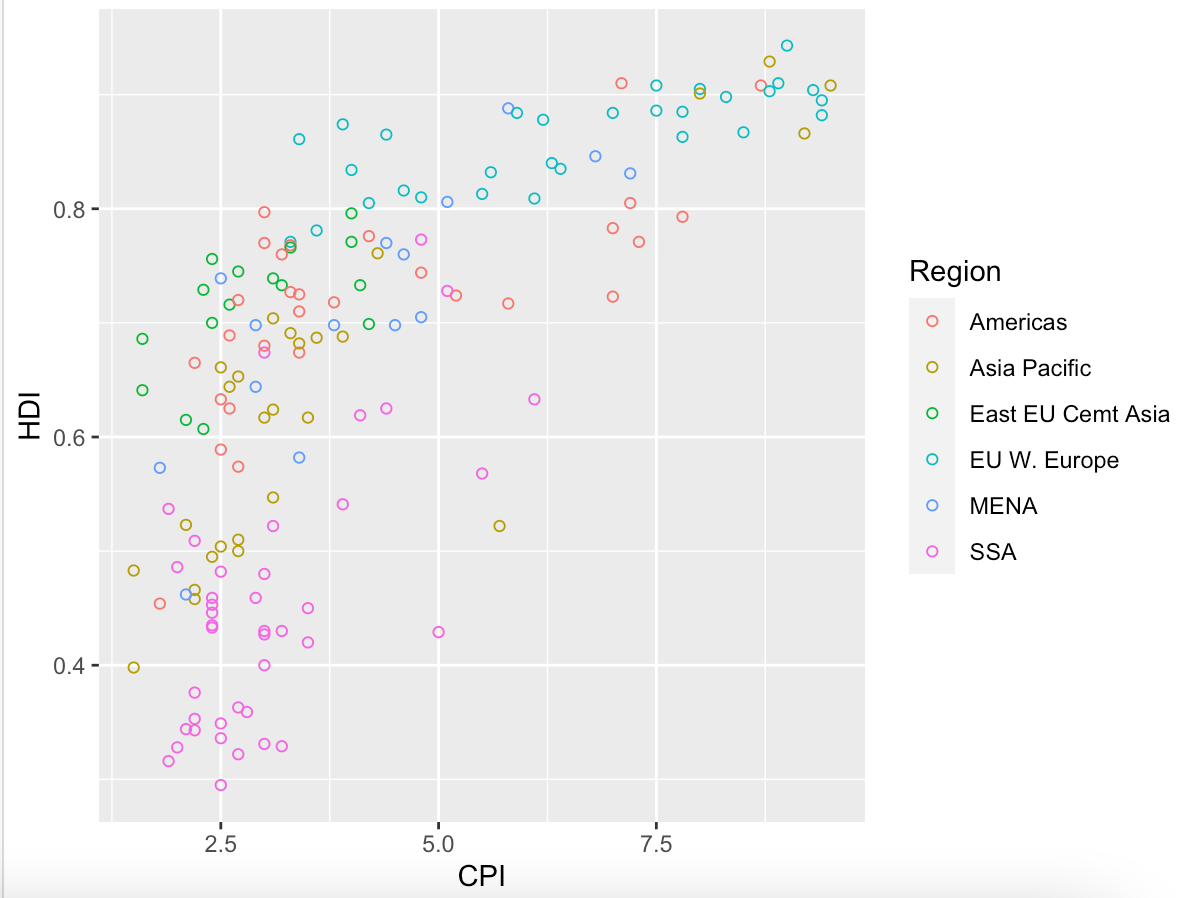 HDI
0.8
0.6
0.4
2.5 5.0 7.5
CPI
Region
Americas
Asia Pacific
East EU Cemt Asia
EU W. Europe
MENA
SSA